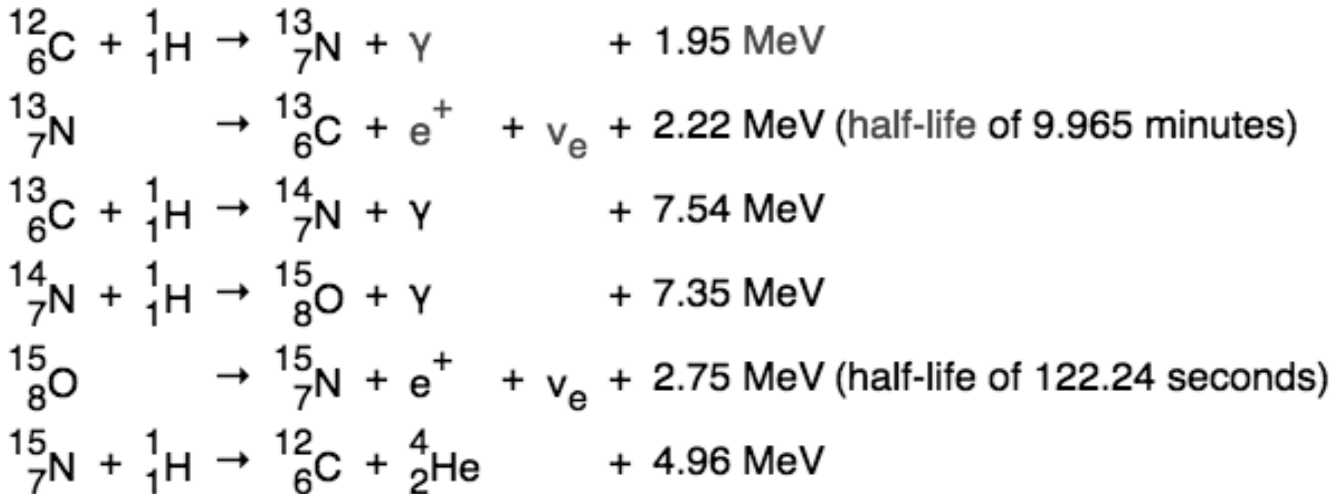 ¹²₆C + ¹₁H → ¹³₇N + γ + 1.95 MeV
¹³₇N → ¹³₆C + e⁺ + νₑ + 2.22 MeV (half-life of 9.965 minutes)
¹³₆C + ¹₁H → ¹⁴₇N + γ + 7.54 MeV
¹⁴₇N + ¹₁H → ¹⁵₈O + γ + 7.35 MeV
¹⁵₈O → ¹⁵₇N + e⁺ + νₑ + 2.75 MeV (half-life of 122.24 seconds)
¹⁵₇N + ¹₁H → ¹²₆C + ⁴₂He + 4.96 MeV